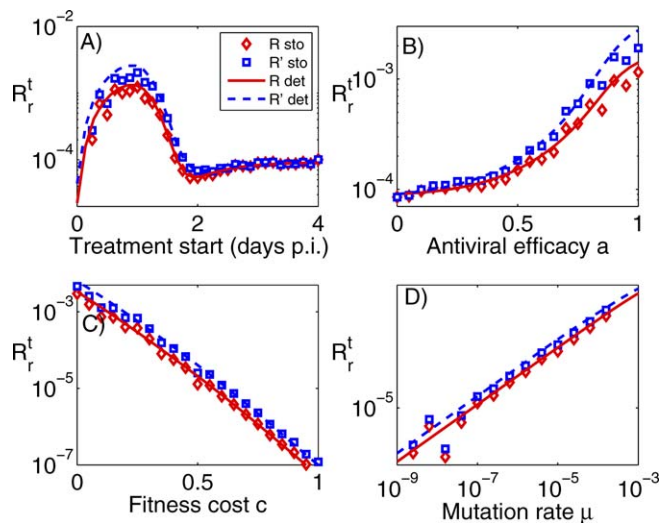 A)
10⁻²
10⁻⁴
R_r^t
R sto
R' sto
R det
R' det
0 2 4
Treatment start (days p.i.)
B)
10⁻³
10⁻⁴
R_r^t
0 0.5 1
Antiviral efficacy a
C)
10⁻³
10⁻⁵
10⁻⁷
R_r^t
0 0.5 1
Fitness cost c
D)
10⁻⁵
R_r^t
10⁻⁹ 10⁻⁷ 10⁻⁵ 10⁻³
Mutation rate μ